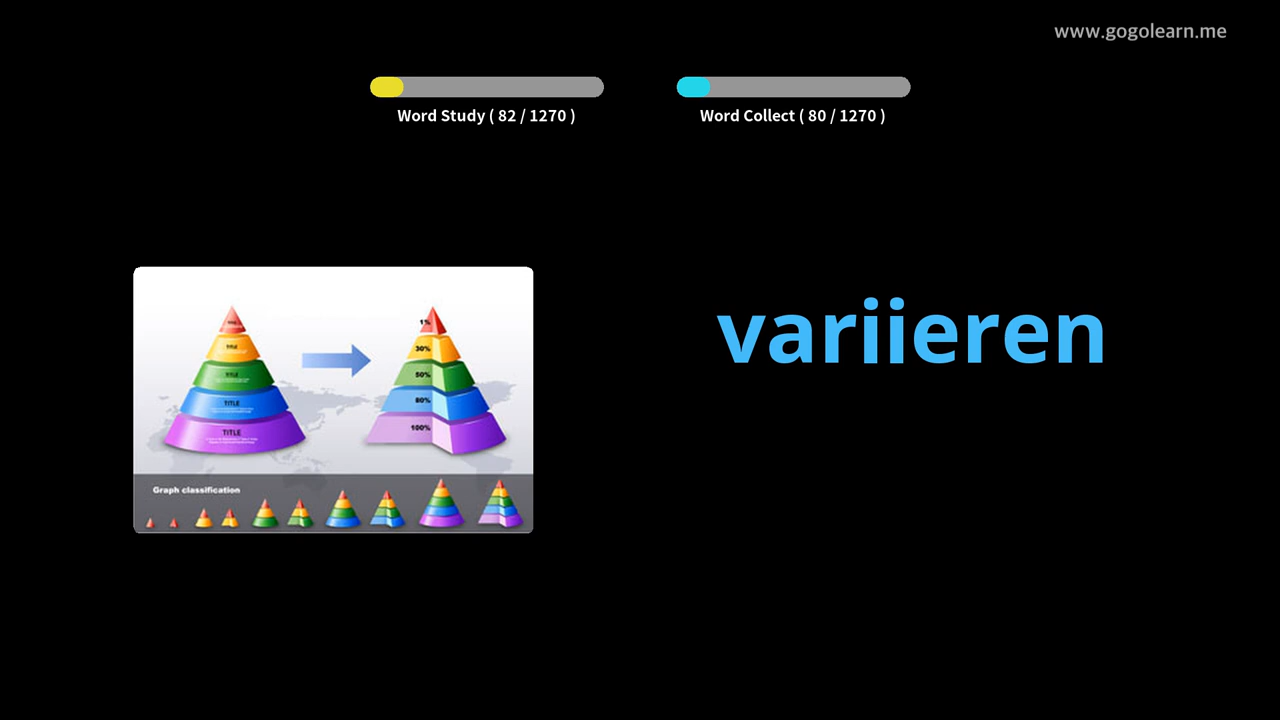 www.gogolearn.me
Word Study ( 82 / 1270 )
Word Collect ( 80 / 1270 )
variieren
1%
TITLE
30%
TITLE
50%
TITLE
80%
TITLE
100%
Graph classification